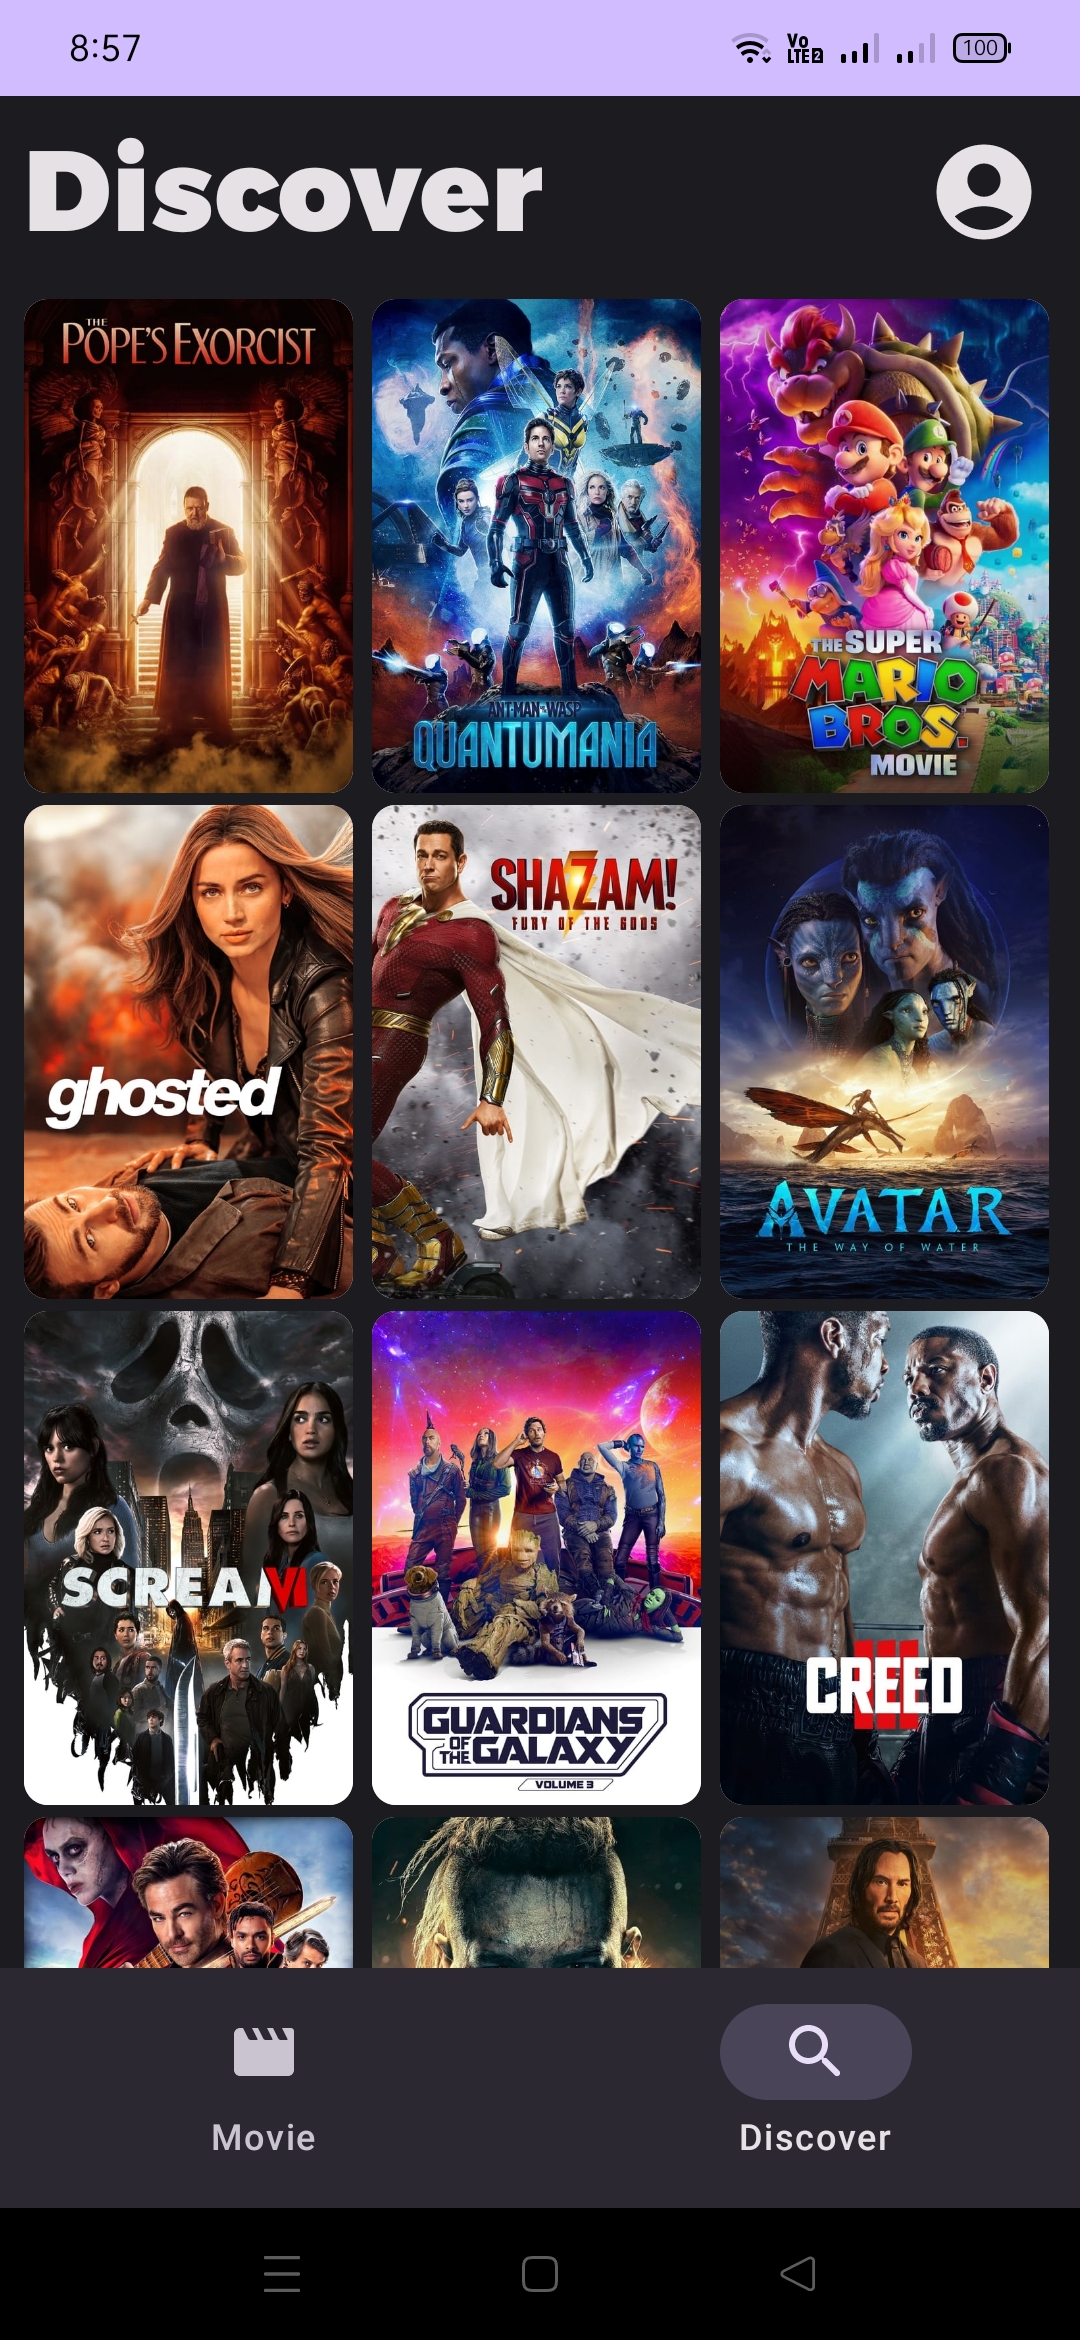 8:57
Vo
LTE 2
100
Discover
THE
POPE'S EXORCIST
ANT-MAN AND THE WASP
QUANTUMANIA
THE SUPER
MARIO
BROS.
MOVIE
ghosted
SHAZAM!
FURY OF THE GODS
AVATAR
THE WAY OF WATER
SCREAM VI
GUARDIANS
OF THE GALAXY
VOLUME 3
CREED
III
Movie
Discover